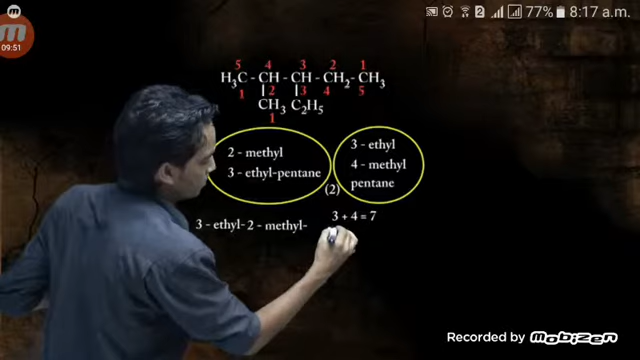 77% 8:17 a.m.
09:51
5 4 3 2 1
H3C - CH - CH - CH2 - CH3
1 2 3 4 5
CH3 C2H5
1
2 - methyl
3 - ethyl-pentane
3 - ethyl
4 - methyl
pentane
(2)
3 + 4 = 7
3 - ethyl- 2 - methyl-
Recorded by mobizen